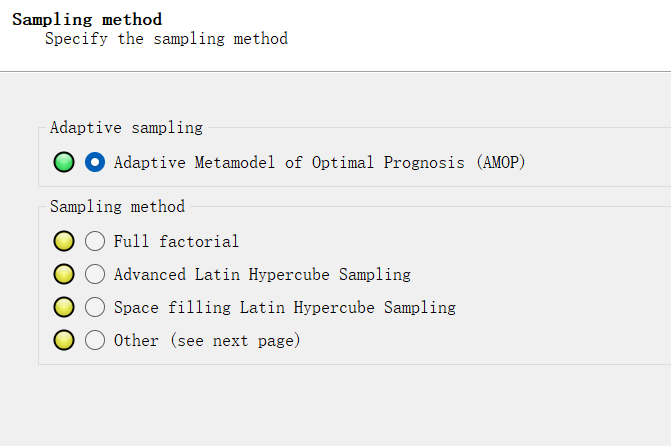 Sampling method
Specify the sampling method
Adaptive sampling
Adaptive Metamodel of Optimal Prognosis (AMOP)
Sampling method
Full factorial
Advanced Latin Hypercube Sampling
Space filling Latin Hypercube Sampling
Other (see next page)